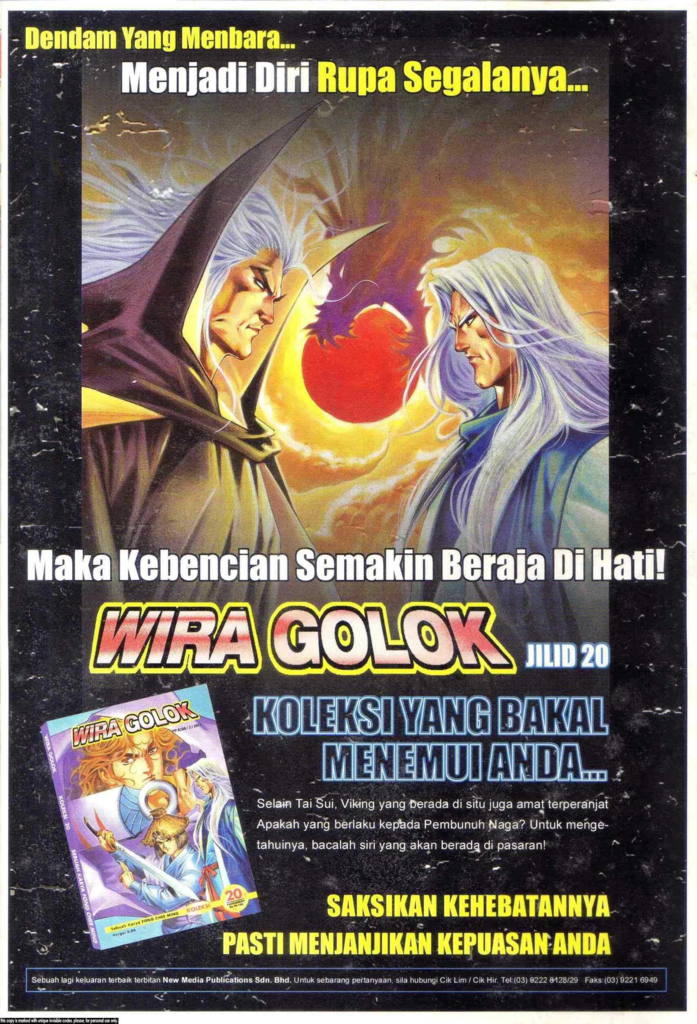 Dendam Yang Menbara...
Menjadi Diri Rupa Segalanya...
Maka Kebencian Semakin Beraja Di Hati!
WIRA GOLOK JILID 20
KOLEKSI YANG BAKAL
MENEMUI ANDA...
WIRA GOLOK
KOLEKSI
20
Selain Tai Sui, Viking yang berada di situ juga amat terperanjat
Apakah yang berlaku kepada Pembunuh Naga? Untuk menge-
tahuinya, bacalah siri yang akan berada di pasaran!
SAKSIKAN KEHEBATANNYA
PASTI MENJANJIKAN KEPUASAN ANDA
Sebuah lagi keluaran terbaik terbitan New Media Publications Sdn. Bhd. Untuk sebarang pertanyaan, sila hubungi Cik Lim / Cik Hir. Tel:(03) 9222 8128/29 Faks:(03) 9221 6949